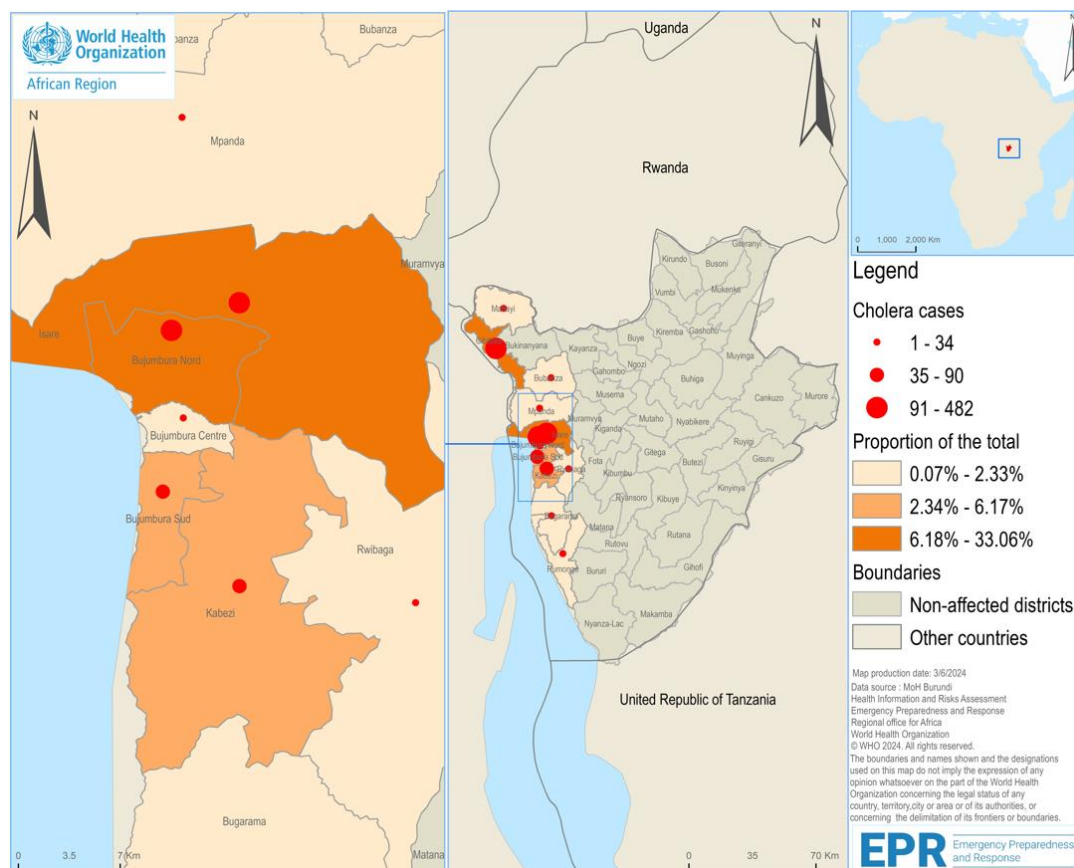 World Health
Organization
African Region
Bubanza
N
Mpanda
Muramvya
Isare
Bujumbura Nord
Bujumbura Centre
Bujumbura Sud
Rwibaga
Kabezi
Bugarama
Matana
0 3.5 7 Km
Uganda
N
Rwanda
Giteranyi
Kirundo
Busoni
Vumbi
Mukenke
Mabayi
Kiremba
Gashoho
Buye
Bukinanyana
Kayanza
Ngozi
Muyinga
Gahombo
Bubanza
Buhiga
Musema
Cankuzo
Murore
Mpanda
Muramvya
Mutaho
Nyabikere
Kiganda
Ruyigi
Fota
Gitega
Butezi
Gisuru
Kibumbu
Kabezi
Kinyinya
Ryansoro
Kibuye
Bugarama
Matana
Rutana
Rutovu
Gihofi
Rumonge
Bururi
Makamba
Nyanza-Lac
United Republic of Tanzania
0 35 70 Km
0 1,000 2,000 Km
Legend
Cholera cases
1 - 34
35 - 90
91 - 482
Proportion of the total
0.07% - 2.33%
2.34% - 6.17%
6.18% - 33.06%
Boundaries
Non-affected districts
Other countries
Map production date: 3/6/2024
Data source : MoH Burundi
Health Information and Risks Assessment
Emergency Preparedness and Response
Regional office for Africa
World Health Organization
© WHO 2024. All rights reserved.
The boundaries and names shown and the designations
used on this map do not imply the expression of any
opinion whatsoever on the part of the World Health
Organization concerning the legal status of any
country, territory,city or area or of its authorities, or
concerning the delimitation of its frontiers or boundaries.
EPR Emergency Preparedness
and Response